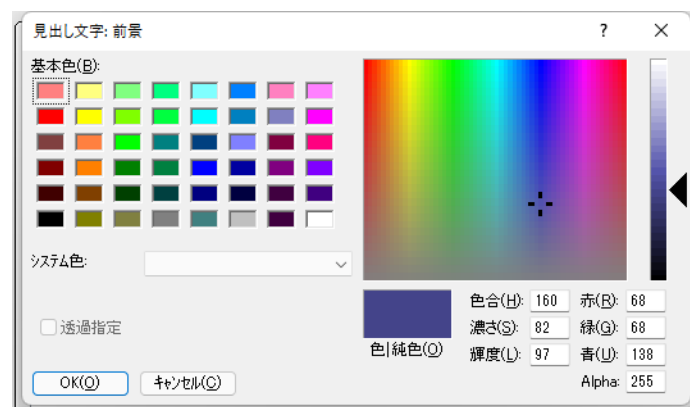 見出し文字: 前景
?
×
基本色(B):
システム色:
透過指定
OK(O)
キャンセル(C)
色|純色(O)
色合(H): 160
濃さ(S): 82
輝度(L): 97
赤(R): 68
緑(G): 68
青(U): 138
Alpha: 255